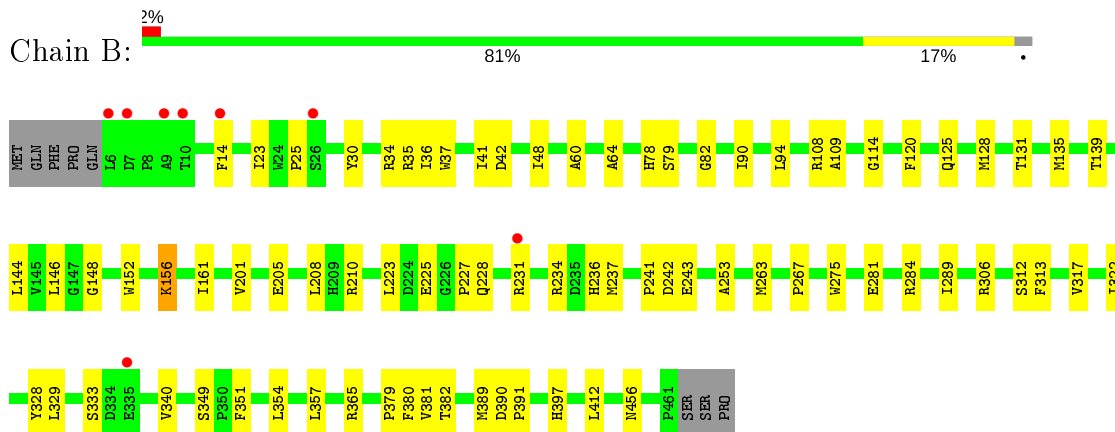 2%
Chain B:
81% 17% •
MET GLN PHE PRO GLN L6 D7 P8 A9 T10 F14 I23 W24 P25 S26 Y30 R34 R35 I36 W37 I41 D42 I48 A60 A64 H78 S79 G82 I90 L94 R108 A109 G114 F120 Q125 M128 T131 M135 T139
L144 V145 L146 G147 G148 W152 K156 I161 V201 E205 L208 H209 R210 L223 D224 E225 G226 P227 Q228 R231 R234 D235 H236 M237 P241 D242 E243 A253 M263 P267 W275 E281 R284 I289 R306 S312 F313 V317
Y328 L329 S333 D334 E335 V340 S349 P350 F351 L354 L357 R365 P379 F380 V381 T382 M389 D390 P391 H397 L412 N456 P461 SER SER PRO